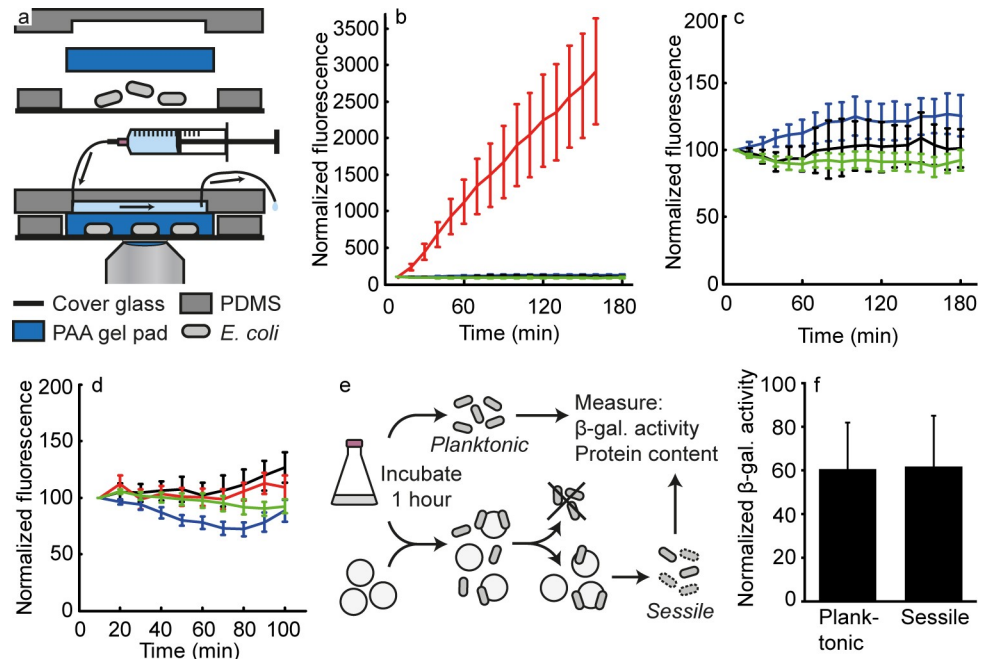 a
Cover glass
PDMS
PAA gel pad
E. coli
b
Normalized fluorescence
3500
3000
2500
2000
1500
1000
500
100
60
120
180
Time (min)
c
Normalized fluorescence
200
150
100
50
0
0
60
120
180
Time (min)
d
Normalized fluorescence
200
150
100
50
0
20
40
60
80
100
Time (min)
e
Planktonic
Measure:
β-gal. activity
Protein content
Incubate
1 hour
Sessile
f
Normalized β-gal. activity
100
80
60
40
20
0
Plank-
tonic
Sessile